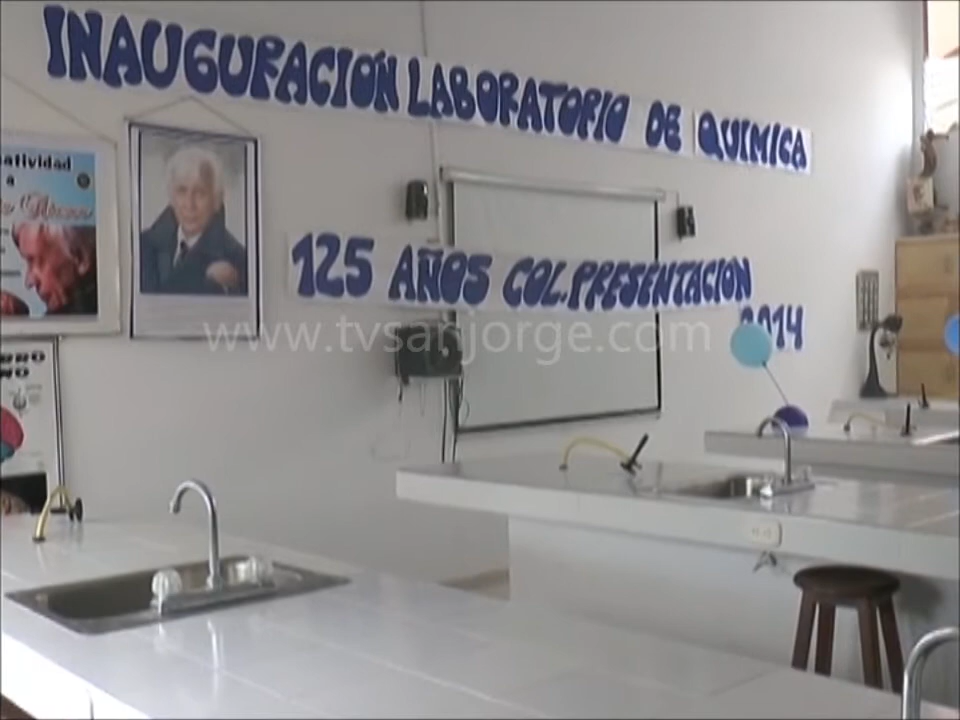 INAUGURACIÓN LABORATORIO DE QUIMICA
125 AÑOS COL. PRESENTACION
2014
www.tvsanjorge.com
atividad
a